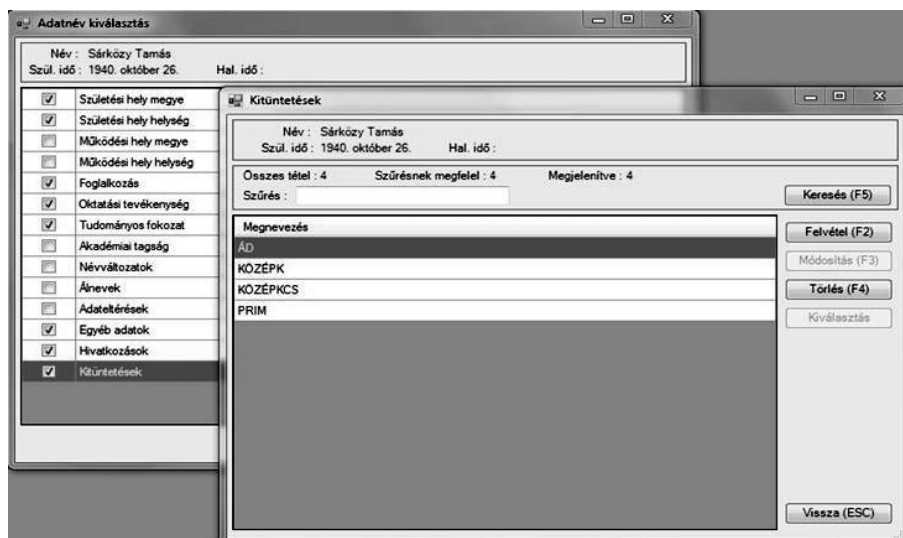 Adatnév kiválasztás
Név : Sárközy Tamás
Szül. idő : 1940. október 26. Hal. idő :
Születési hely megye
Születési hely helység
Működési hely megye
Működési hely helység
Foglalkozás
Oktatási tevékenység
Tudományos fokozat
Akadémiai tagság
Névváltozatok
Álnevek
Adateltérések
Egyéb adatok
Hivatkozások
Kitüntetések
Kitüntetések
Név : Sárközy Tamás
Szül. idő : 1940. október 26. Hal. idő :
Összes tétel : 4 Szűrésnek megfelel : 4 Megjelenítve : 4
Szűrés :
Keresés (F5)
Megnevezés
ÁD
KÖZÉPK
KÖZÉPKCS
PRIM
Felvétel (F2)
Módosítás (F3)
Törlés (F4)
Kiválasztás
Vissza (ESC)